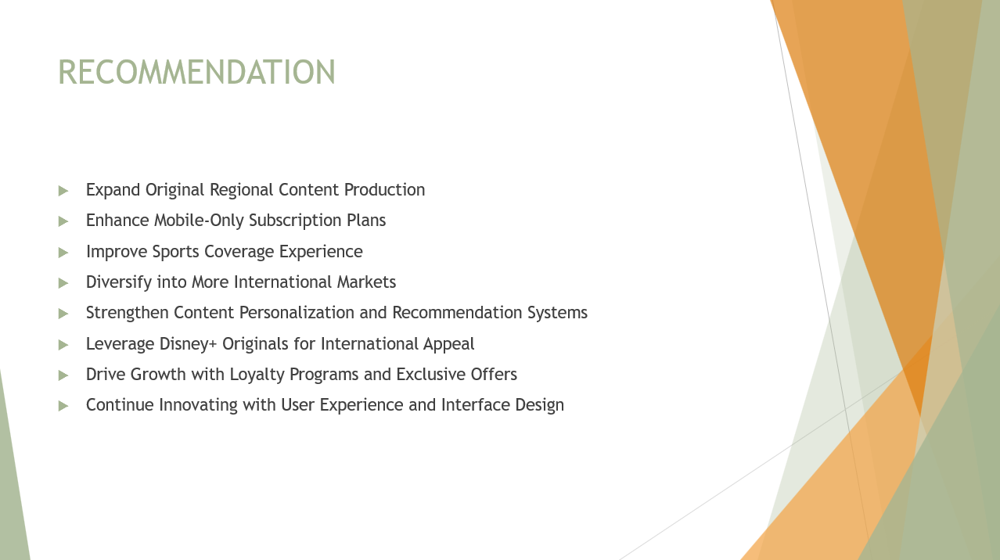 RECOMMENDATION
Expand Original Regional Content Production
Enhance Mobile-Only Subscription Plans
Improve Sports Coverage Experience
Diversify into More International Markets
Strengthen Content Personalization and Recommendation Systems
Leverage Disney+ Originals for International Appeal
Drive Growth with Loyalty Programs and Exclusive Offers
Continue Innovating with User Experience and Interface Design